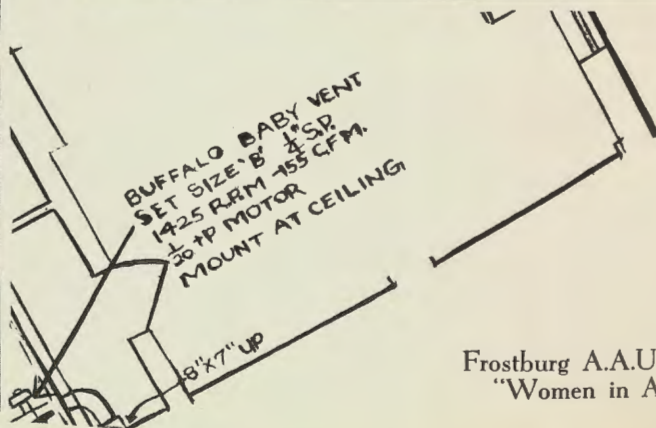 BUFFALO BABY VENT
SET SIZE "B" 1/4" S.P.
1425 R.P.M -155 C.F.M.
1/20 HP MOTOR
MOUNT AT CEILING
8"x7" UP
Frostburg A.A.U
"Women in A